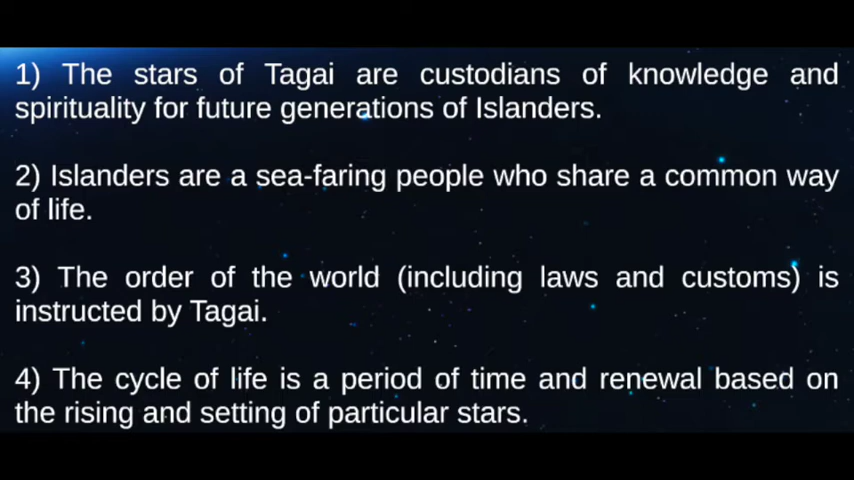 1) The stars of Tagai are custodians of knowledge and
spirituality for future generations of Islanders.
2) Islanders are a sea-faring people who share a common way
of life.
3) The order of the world (including laws and customs) is
instructed by Tagai.
4) The cycle of life is a period of time and renewal based on
the rising and setting of particular stars.